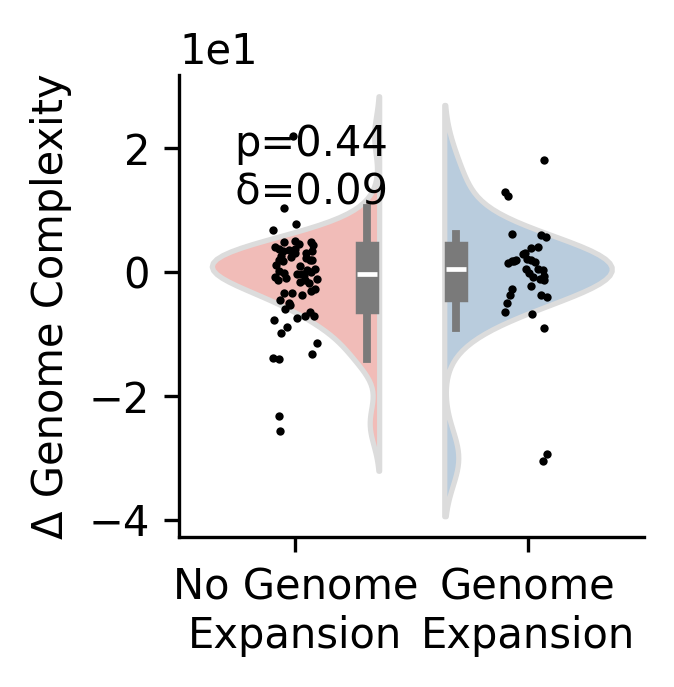 1e1
p=0.44
δ=0.09
2
0
−2
−4
Δ Genome Complexity
No Genome
Expansion
Genome
Expansion